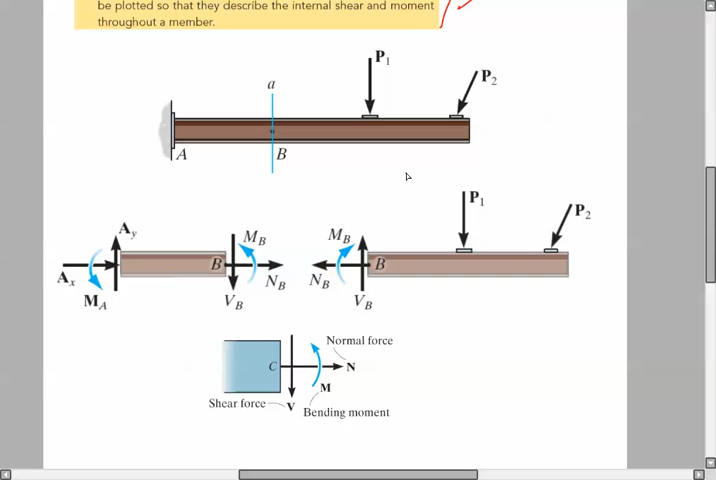 be plotted so that they describe the internal shear and moment
throughout a member.
P1
a
P2
A
B
P1
Ay
MB
MB
P2
B
B
Ax
NB
NB
MA
VB
VB
Normal force
C
N
M
Shear force
V
Bending moment